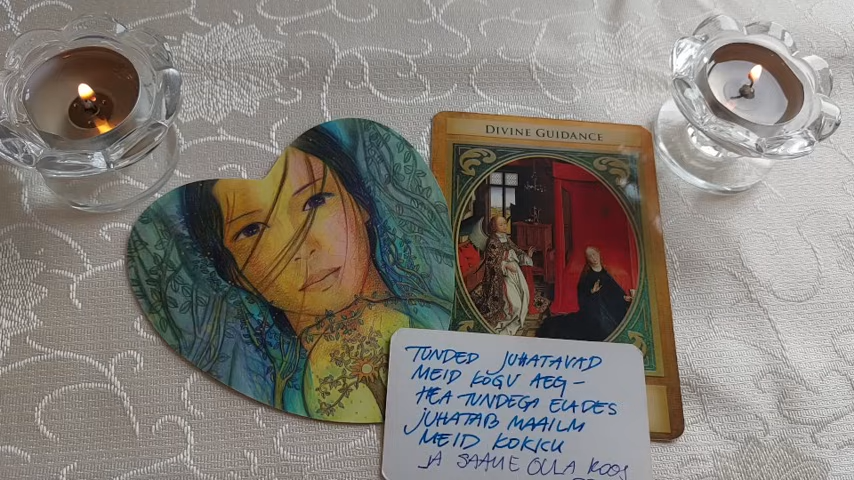 DIVINE GUIDANCE
TUNDED JUHATAVAD
MEID KOGU AEG –
HEA TUNDEGA ELADES
JUHATAB MAAILM
MEID KOKKU
JA SAAME OLLA KOOS